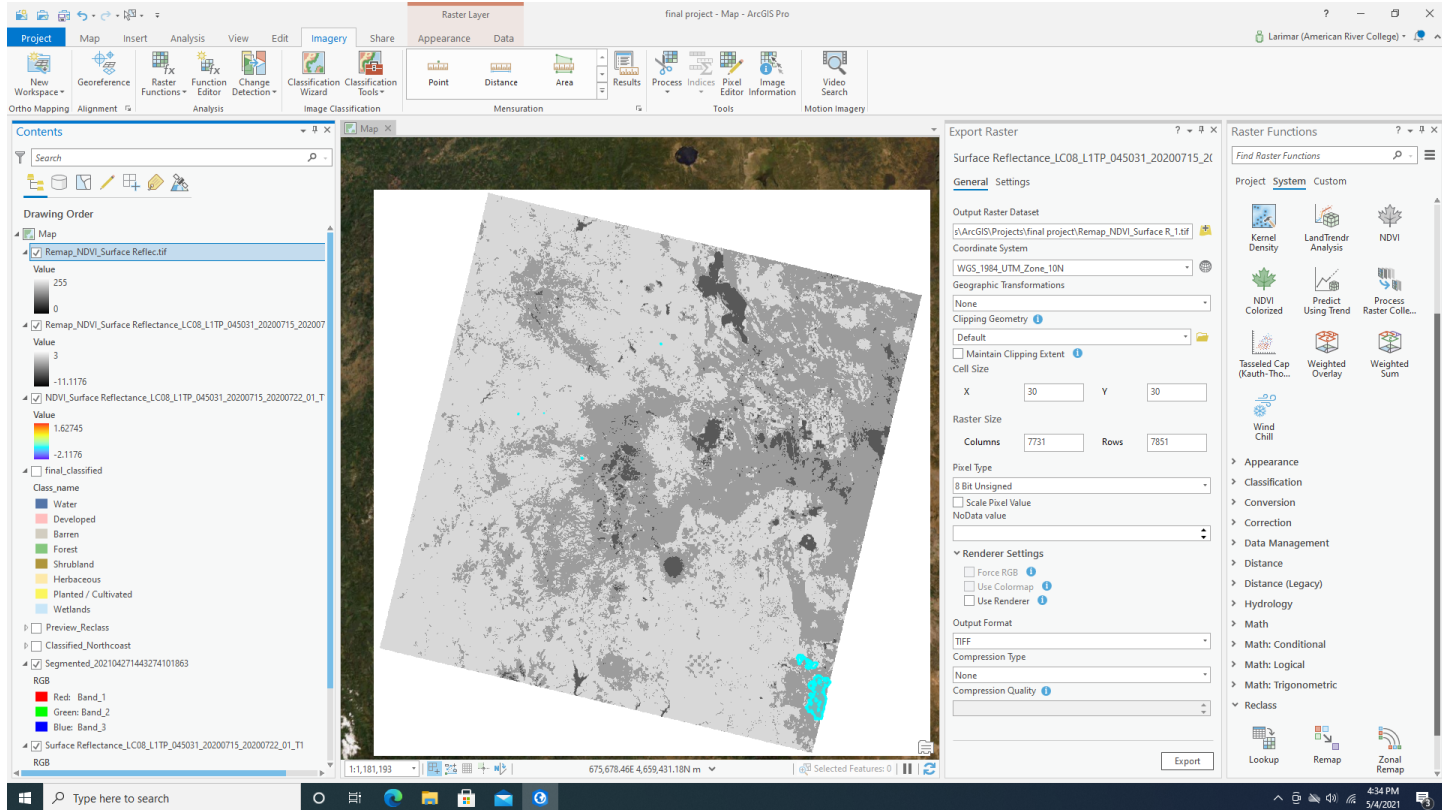 Raster Layer
final project - Map - ArcGIS Pro
?
Project Map Insert Analysis View Edit Imagery Share Appearance Data
Larimar (American River College)
New Workspace
Georeference
Raster Functions
Function Editor
Change Detection
Classification Wizard
Classification Tools
Point
Distance
Area
Results
Process
Indices
Pixel Editor
Image Information
Video Search
Ortho Mapping
Alignment
Analysis
Image Classification
Mensuration
Tools
Motion Imagery
Contents
Search
Drawing Order
Map
Remap_NDVI_Surface Reflec.tif
Value
255
0
Remap_NDVI_Surface Reflectance_LC08_L1TP_045031_20200715_202007
Value
3
-11.1176
NDVI_Surface Reflectance_LC08_L1TP_045031_20200715_20200722_01_T
Value
1.62745
-2.1176
final_classified
Class_name
Water
Developed
Barren
Forest
Shrubland
Herbaceous
Planted / Cultivated
Wetlands
Preview_Reclass
Classified_Northcoast
Segmented_202104271443274101863
RGB
Red: Band_1
Green: Band_2
Blue: Band_3
Surface Reflectance_LC08_L1TP_045031_20200715_20200722_01_T1
RGB
Map
1:1,181,193
675,678.46E 4,659,431.18N m
Selected Features: 0
Export Raster
?
Surface Reflectance_LC08_L1TP_045031_20200715_20
General Settings
Output Raster Dataset
s\ArcGIS\Projects\final project\Remap_NDVI_Surface R_1.tif
Coordinate System
WGS_1984_UTM_Zone_10N
Geographic Transformations
None
Clipping Geometry
Default
Maintain Clipping Extent
Cell Size
X 30 Y 30
Raster Size
Columns 7731 Rows 7851
Pixel Type
8 Bit Unsigned
Scale Pixel Value
NoData value
Renderer Settings
Force RGB
Use Colormap
Use Renderer
Output Format
TIFF
Compression Type
None
Compression Quality
Export
Raster Functions
?
Find Raster Functions
Project System Custom
Kernel Density
LandTrendr Analysis
NDVI
NDVI Colorized
Predict Using Trend
Process Raster Colle...
Tasseled Cap (Kauth-Tho...
Weighted Overlay
Weighted Sum
Wind Chill
Appearance
Classification
Conversion
Correction
Data Management
Distance
Distance (Legacy)
Hydrology
Math
Math: Conditional
Math: Logical
Math: Trigonometric
Reclass
Lookup
Remap
Zonal Remap
Type here to search
4:34 PM
5/4/2021
3